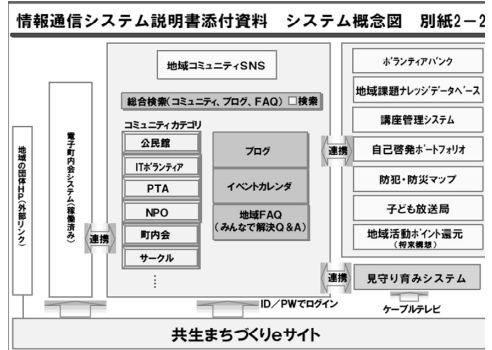 情報通信システム説明書添付資料　システム概念図　別紙2-2
地域コミュニティSNS
総合検索(コミュニティ、ブログ、FAQ) □検索
コミュニティカテゴリ
公民館
ITボランティア
PTA
NPO
町内会
サークル
⋮
ブログ
イベントカレンダ
地域FAQ
(みんなで解決Q&A)
地域の団体HP(外部リンク)
電子町内会システム(稼働済み)
連携
連携
連携
ボランティアバンク
地域課題ナレッジデータベース
講座管理システム
自己啓発ポートフォリオ
防犯・防災マップ
子ども放送局
地域活動ポイント還元
(将来構想)
見守り育みシステム
ID/PWでログイン
ケーブルテレビ
共生まちづくりeサイト